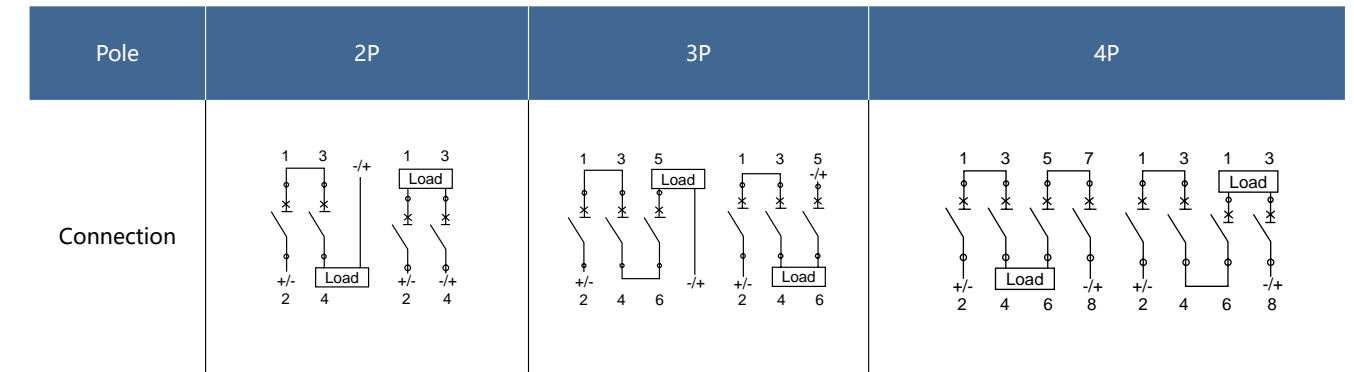 Pole 2P 3P 4P
Connection
1 3 -/+
Load
+/-
2 4
1 3
Load
+/- -/+
2 4
1 3 5
Load
+/- -/+
2 4 6
1 3 5
-/+
Load
+/-
2 4 6
1 3 5 7
Load
+/- -/+
2 4 6 8
1 3 1 3
Load
+/- -/+
2 4 6 8